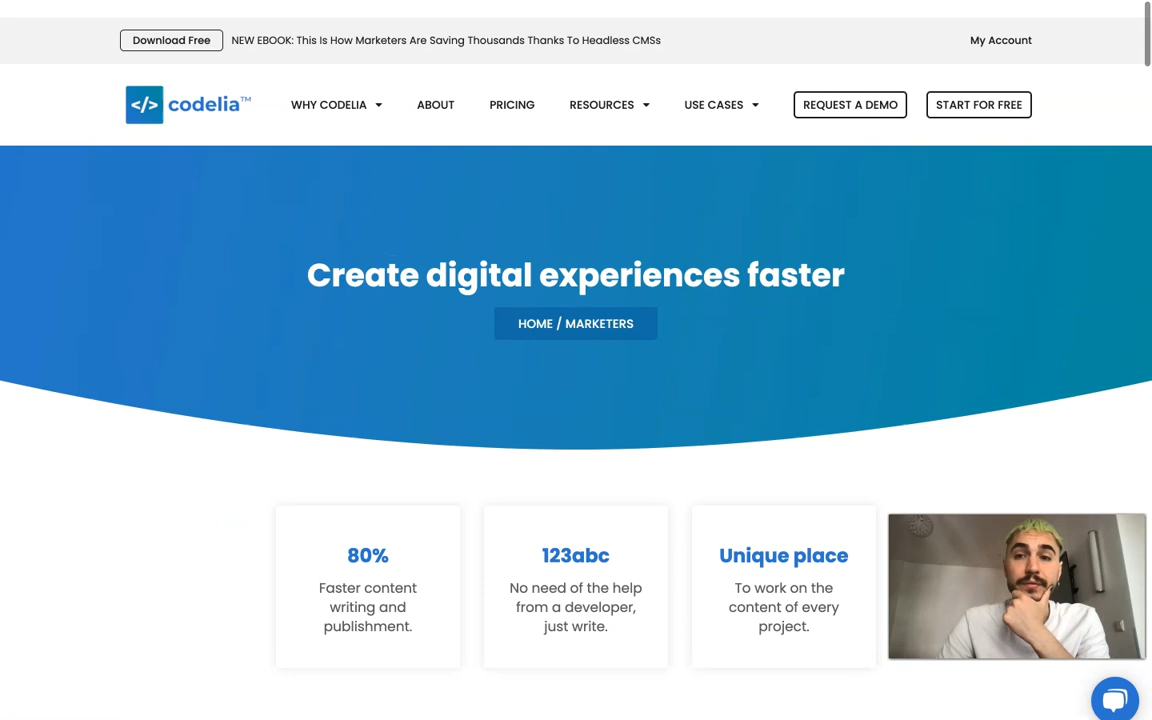 Download Free NEW EBOOK: This Is How Marketers Are Saving Thousands Thanks To Headless CMSs My Account
</> codelia™ WHY CODELIA ABOUT PRICING RESOURCES USE CASES REQUEST A DEMO START FOR FREE
Create digital experiences faster
HOME / MARKETERS
80%
Faster content
writing and
publishment.
123abc
No need of the help
from a developer,
just write.
Unique place
To work on the
content of every
project.